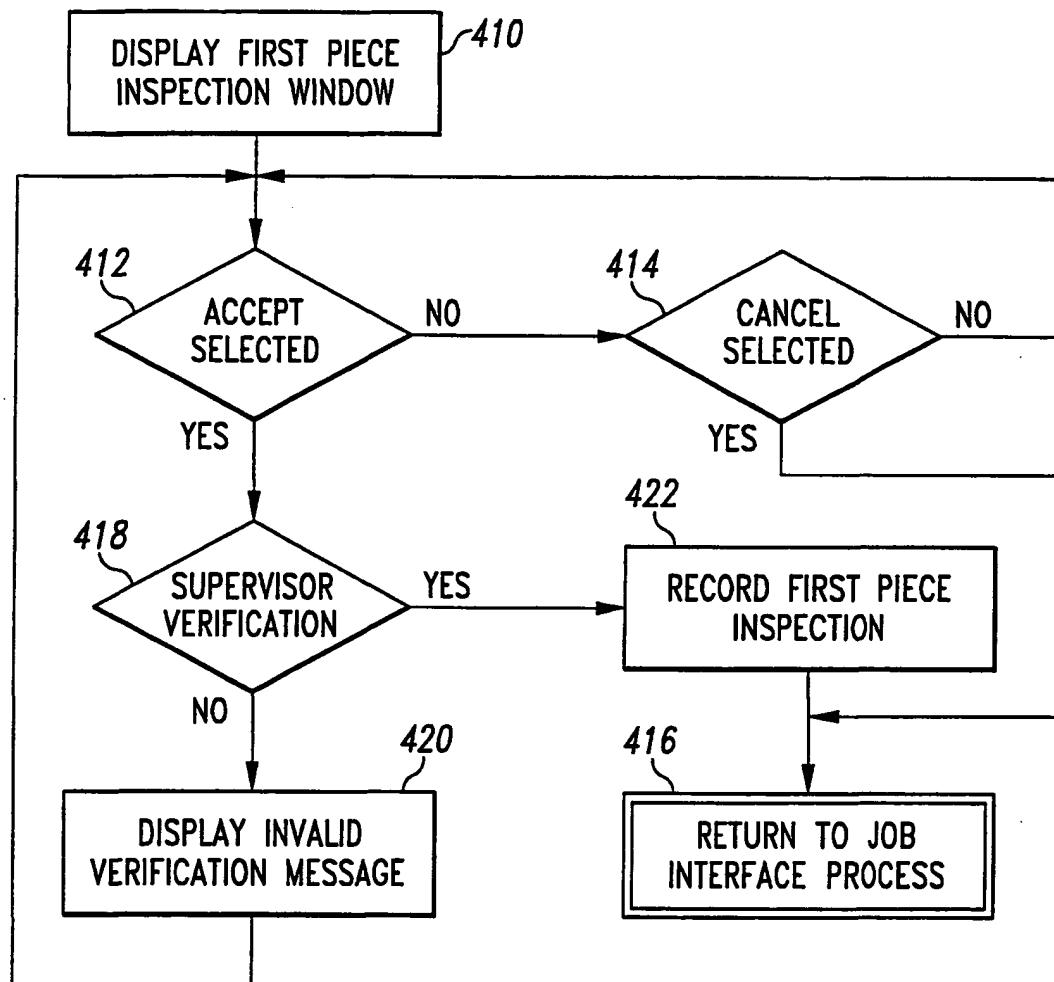 410
DISPLAY FIRST PIECE
INSPECTION WINDOW
412
ACCEPT
SELECTED
NO
YES
414
CANCEL
SELECTED
NO
YES
418
SUPERVISOR
VERIFICATION
YES
NO
422
RECORD FIRST PIECE
INSPECTION
420
DISPLAY INVALID
VERIFICATION MESSAGE
416
RETURN TO JOB
INTERFACE PROCESS